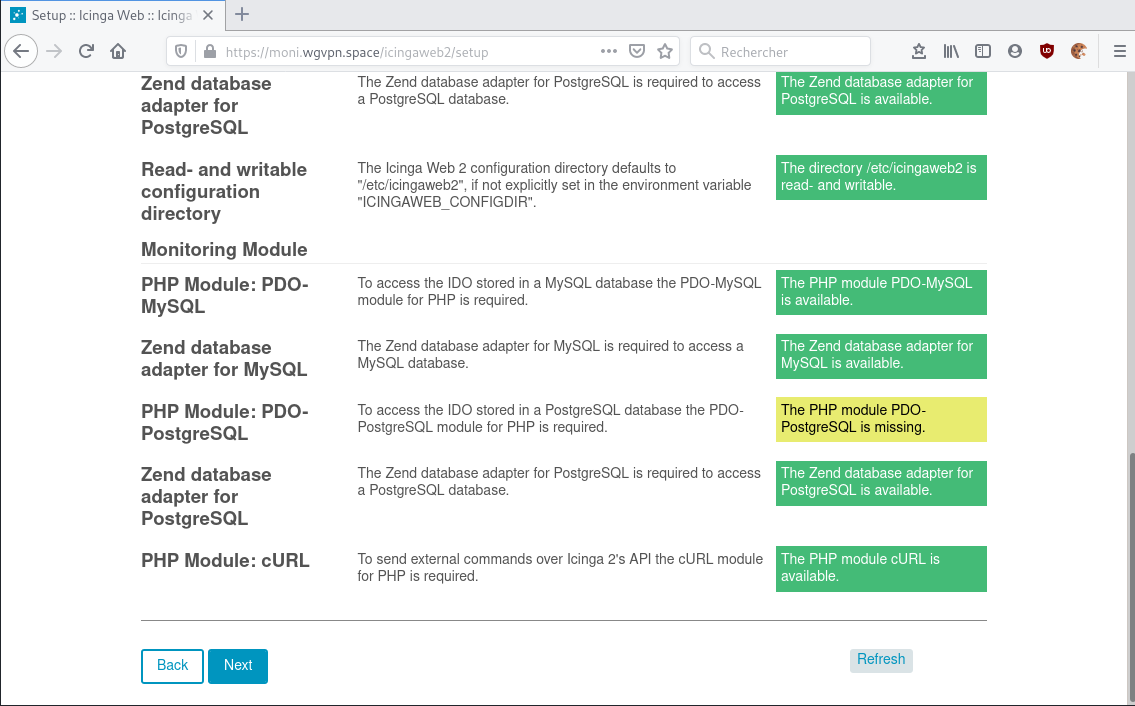 Setup :: Icinga Web :: Icinga
https://moni.wgvpn.space/icingaweb2/setup
Rechercher
Zend database
adapter for
PostgreSQL
The Zend database adapter for PostgreSQL is required to access
a PostgreSQL database.
The Zend database adapter for
PostgreSQL is available.
Read- and writable
configuration
directory
The Icinga Web 2 configuration directory defaults to
"/etc/icingaweb2", if not explicitly set in the environment variable
"ICINGAWEB_CONFIGDIR".
The directory /etc/icingaweb2 is
read- and writable.
Monitoring Module
PHP Module: PDO-
MySQL
To access the IDO stored in a MySQL database the PDO-MySQL
module for PHP is required.
The PHP module PDO-MySQL
is available.
Zend database
adapter for MySQL
The Zend database adapter for MySQL is required to access a
MySQL database.
The Zend database adapter for
MySQL is available.
PHP Module: PDO-
PostgreSQL
To access the IDO stored in a PostgreSQL database the PDO-
PostgreSQL module for PHP is required.
The PHP module PDO-
PostgreSQL is missing.
Zend database
adapter for
PostgreSQL
The Zend database adapter for PostgreSQL is required to access
a PostgreSQL database.
The Zend database adapter for
PostgreSQL is available.
PHP Module: cURL
To send external commands over Icinga 2's API the cURL module
for PHP is required.
The PHP module cURL is
available.
Back
Next
Refresh